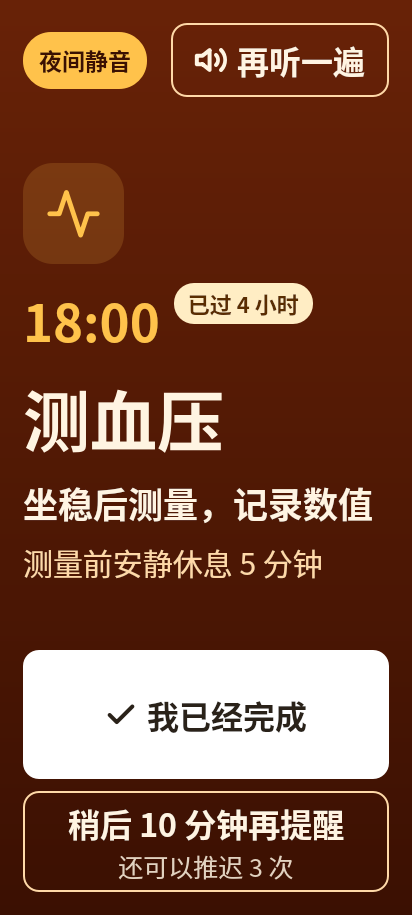 夜间静音
再听一遍
18:00
已过 4 小时
测血压
坐稳后测量，记录数值
测量前安静休息 5 分钟
我已经完成
稍后 10 分钟再提醒
还可以推迟 3 次